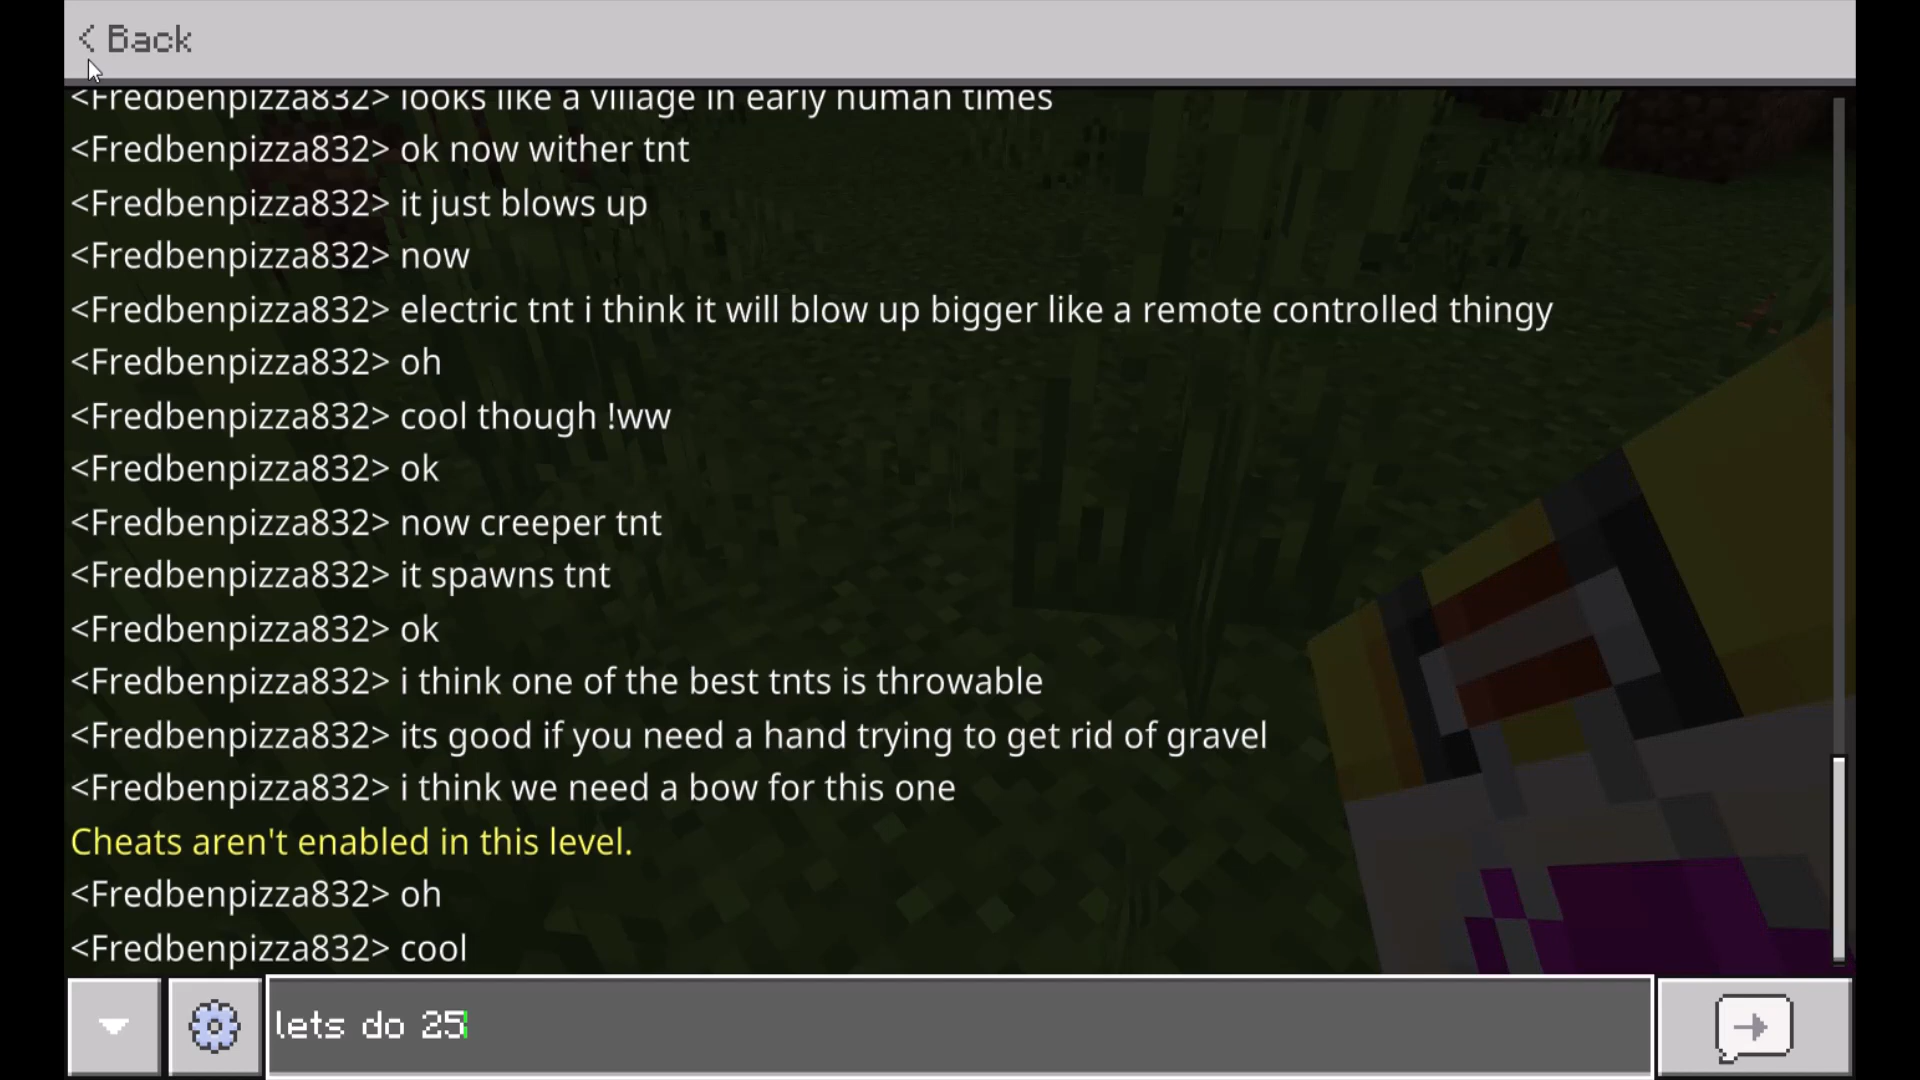 < Back
<Fredbenpizza832> looks like a village in early human times
<Fredbenpizza832> ok now wither tnt
<Fredbenpizza832> it just blows up
<Fredbenpizza832> now
<Fredbenpizza832> electric tnt i think it will blow up bigger like a remote controlled thingy
<Fredbenpizza832> oh
<Fredbenpizza832> cool though !ww
<Fredbenpizza832> ok
<Fredbenpizza832> now creeper tnt
<Fredbenpizza832> it spawns tnt
<Fredbenpizza832> ok
<Fredbenpizza832> i think one of the best tnts is throwable
<Fredbenpizza832> its good if you need a hand trying to get rid of gravel
<Fredbenpizza832> i think we need a bow for this one
Cheats aren't enabled in this level.
<Fredbenpizza832> oh
<Fredbenpizza832> cool
lets do 25